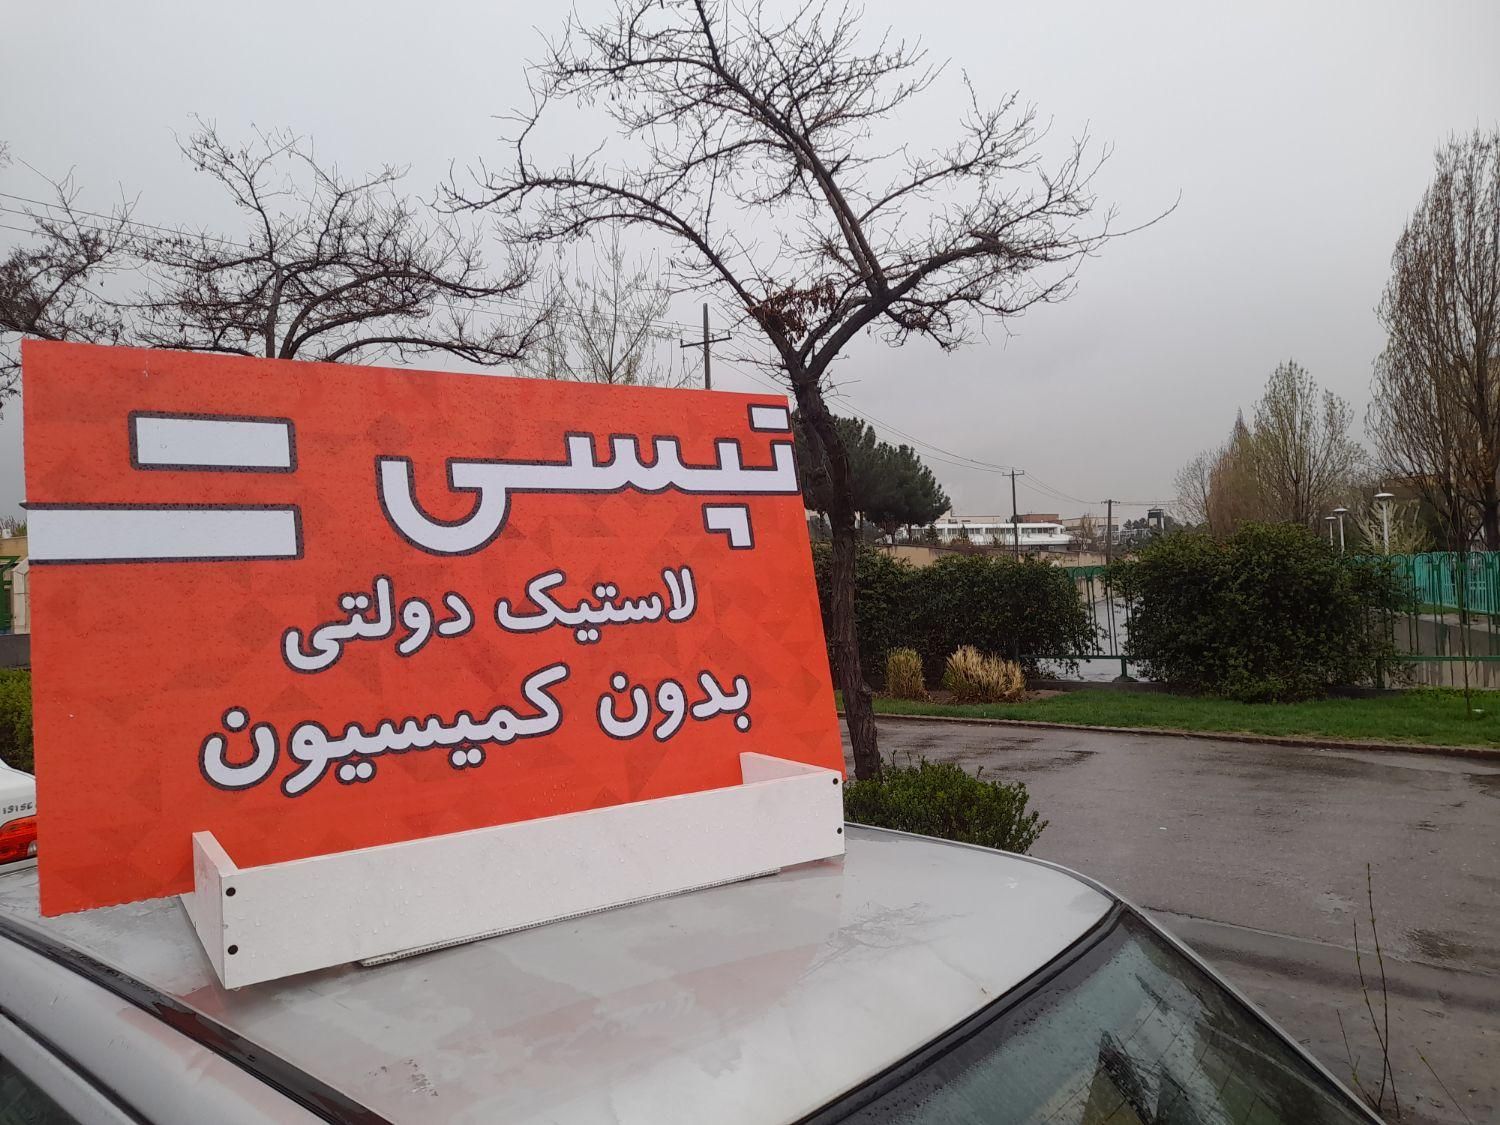 تپسی =
لاستیک دولتی
بدون کمیسیون